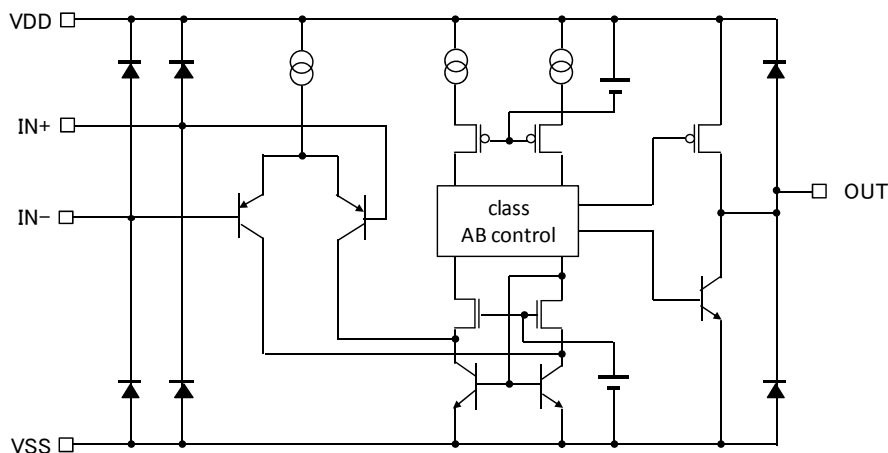 VDD
IN+
IN−
class
AB control
OUT
VSS